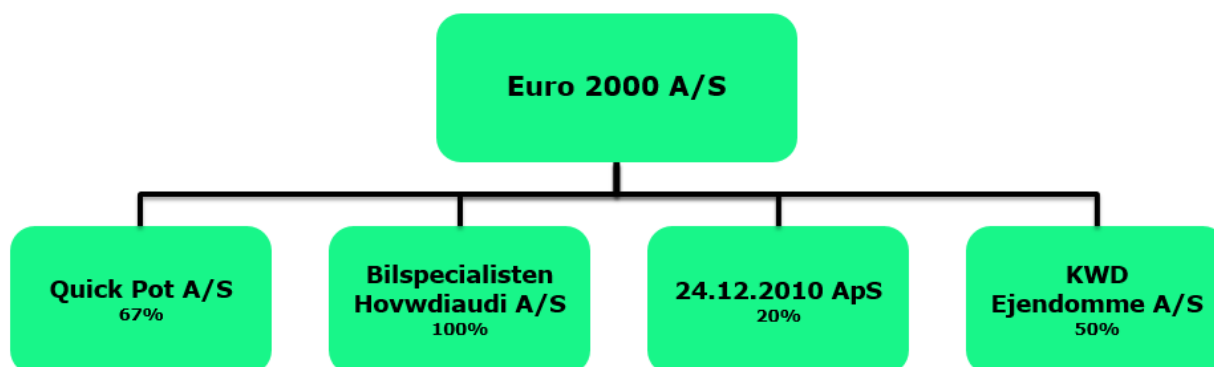 Euro 2000 A/S
Quick Pot A/S
67%
Bilspecialisten
Hovwdiaudi A/S
100%
24.12.2010 ApS
20%
KWD
Ejendomme A/S
50%